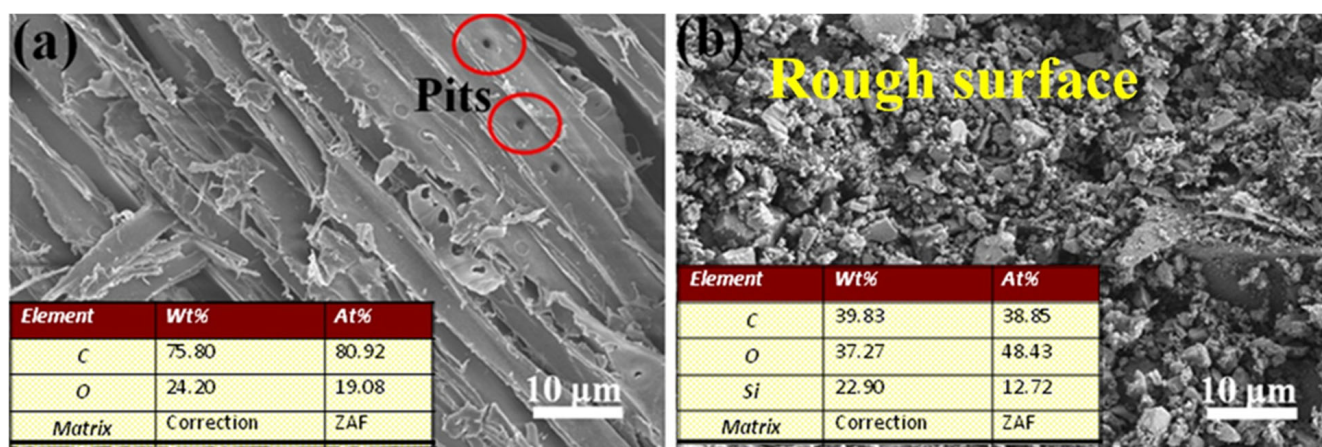 (a)
Pits
Element Wt% At%
C 75.80 80.92
O 24.20 19.08
Matrix Correction ZAF
10 µm
(b)
Rough surface
Element Wt% At%
C 39.83 38.85
O 37.27 48.43
Si 22.90 12.72
Matrix Correction ZAF
10 µm